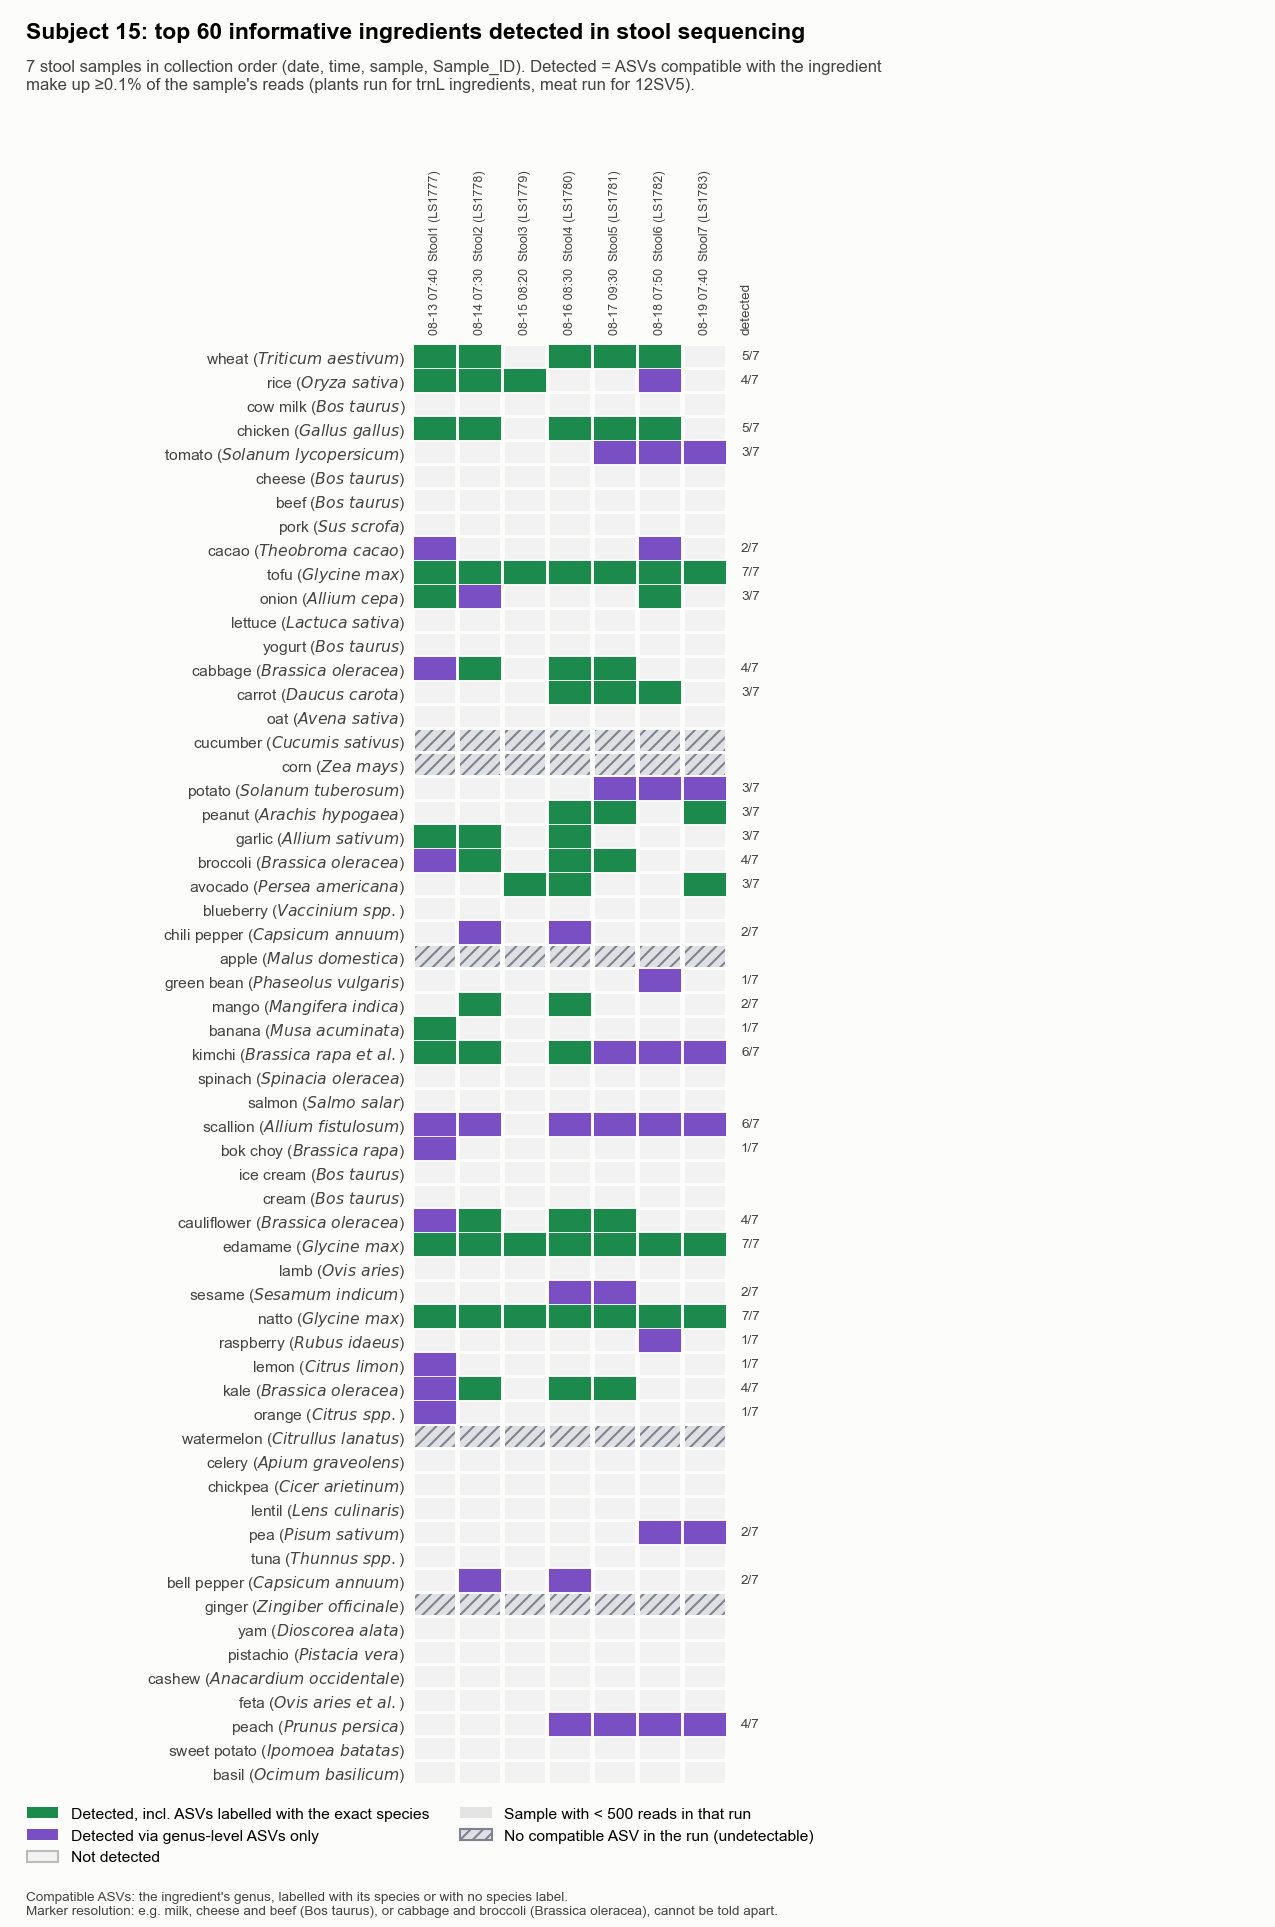 Subject 15: top 60 informative ingredients detected in stool sequencing
7 stool samples in collection order (date, time, sample, Sample_ID). Detected = ASVs compatible with the ingredient
make up ≥0.1% of the sample's reads (plants run for trnL ingredients, meat run for 12SV5).
08-13 07:40 Stool1 (LS1777)
08-14 07:30 Stool2 (LS1778)
08-15 08:20 Stool3 (LS1779)
08-16 08:30 Stool4 (LS1780)
08-17 09:30 Stool5 (LS1781)
08-18 07:50 Stool6 (LS1782)
08-19 07:40 Stool7 (LS1783)
detected
wheat (Triticum aestivum) 5/7
rice (Oryza sativa) 4/7
cow milk (Bos taurus)
chicken (Gallus gallus) 5/7
tomato (Solanum lycopersicum) 3/7
cheese (Bos taurus)
beef (Bos taurus)
pork (Sus scrofa)
cacao (Theobroma cacao) 2/7
tofu (Glycine max) 7/7
onion (Allium cepa) 3/7
lettuce (Lactuca sativa)
yogurt (Bos taurus)
cabbage (Brassica oleracea) 4/7
carrot (Daucus carota) 3/7
oat (Avena sativa)
cucumber (Cucumis sativus)
corn (Zea mays)
potato (Solanum tuberosum) 3/7
peanut (Arachis hypogaea) 3/7
garlic (Allium sativum) 3/7
broccoli (Brassica oleracea) 4/7
avocado (Persea americana) 3/7
blueberry (Vaccinium spp. )
chili pepper (Capsicum annuum) 2/7
apple (Malus domestica)
green bean (Phaseolus vulgaris) 1/7
mango (Mangifera indica) 2/7
banana (Musa acuminata) 1/7
kimchi (Brassica rapa et al. ) 6/7
spinach (Spinacia oleracea)
salmon (Salmo salar)
scallion (Allium fistulosum) 6/7
bok choy (Brassica rapa) 1/7
ice cream (Bos taurus)
cream (Bos taurus)
cauliflower (Brassica oleracea) 4/7
edamame (Glycine max) 7/7
lamb (Ovis aries)
sesame (Sesamum indicum) 2/7
natto (Glycine max) 7/7
raspberry (Rubus idaeus) 1/7
lemon (Citrus limon) 1/7
kale (Brassica oleracea) 4/7
orange (Citrus spp. ) 1/7
watermelon (Citrullus lanatus)
celery (Apium graveolens)
chickpea (Cicer arietinum)
lentil (Lens culinaris)
pea (Pisum sativum) 2/7
tuna (Thunnus spp. )
bell pepper (Capsicum annuum) 2/7
ginger (Zingiber officinale)
yam (Dioscorea alata)
pistachio (Pistacia vera)
cashew (Anacardium occidentale)
feta (Ovis aries et al. )
peach (Prunus persica) 4/7
sweet potato (Ipomoea batatas)
basil (Ocimum basilicum)
Detected, incl. ASVs labelled with the exact species
Detected via genus-level ASVs only
Not detected
Sample with < 500 reads in that run
No compatible ASV in the run (undetectable)
Compatible ASVs: the ingredient's genus, labelled with its species or with no species label.
Marker resolution: e.g. milk, cheese and beef (Bos taurus), or cabbage and broccoli (Brassica oleracea), cannot be told apart.